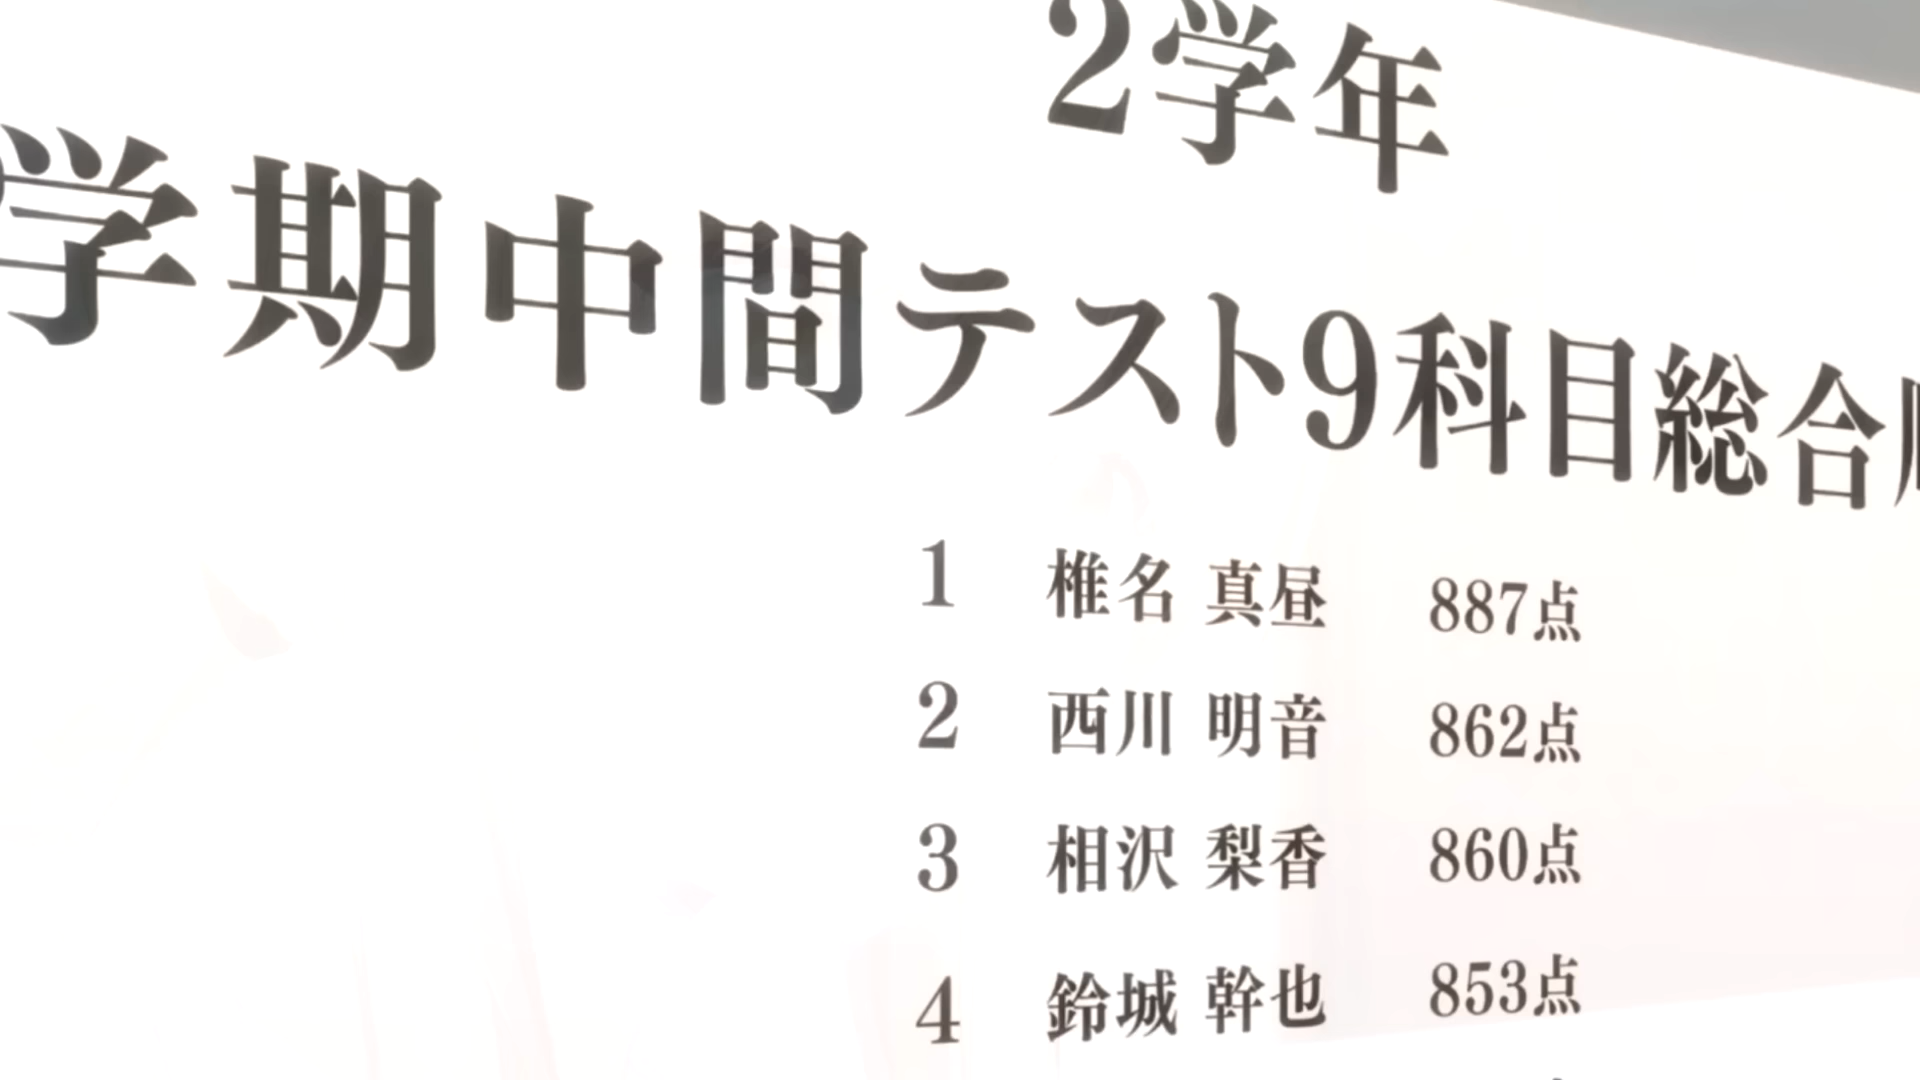 2学年
学期中間テスト9科目総合
1 椎名 真昼 887点
2 西川 明音 862点
3 相沢 梨香 860点
4 鈴城 幹也 853点